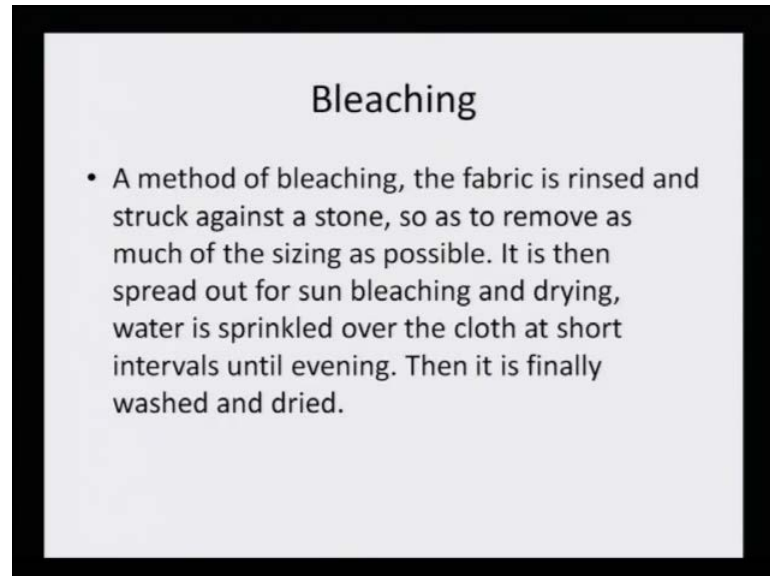 Bleaching
• A method of bleaching, the fabric is rinsed and
struck against a stone, so as to remove as
much of the sizing as possible. It is then
spread out for sun bleaching and drying,
water is sprinkled over the cloth at short
intervals until evening. Then it is finally
washed and dried.